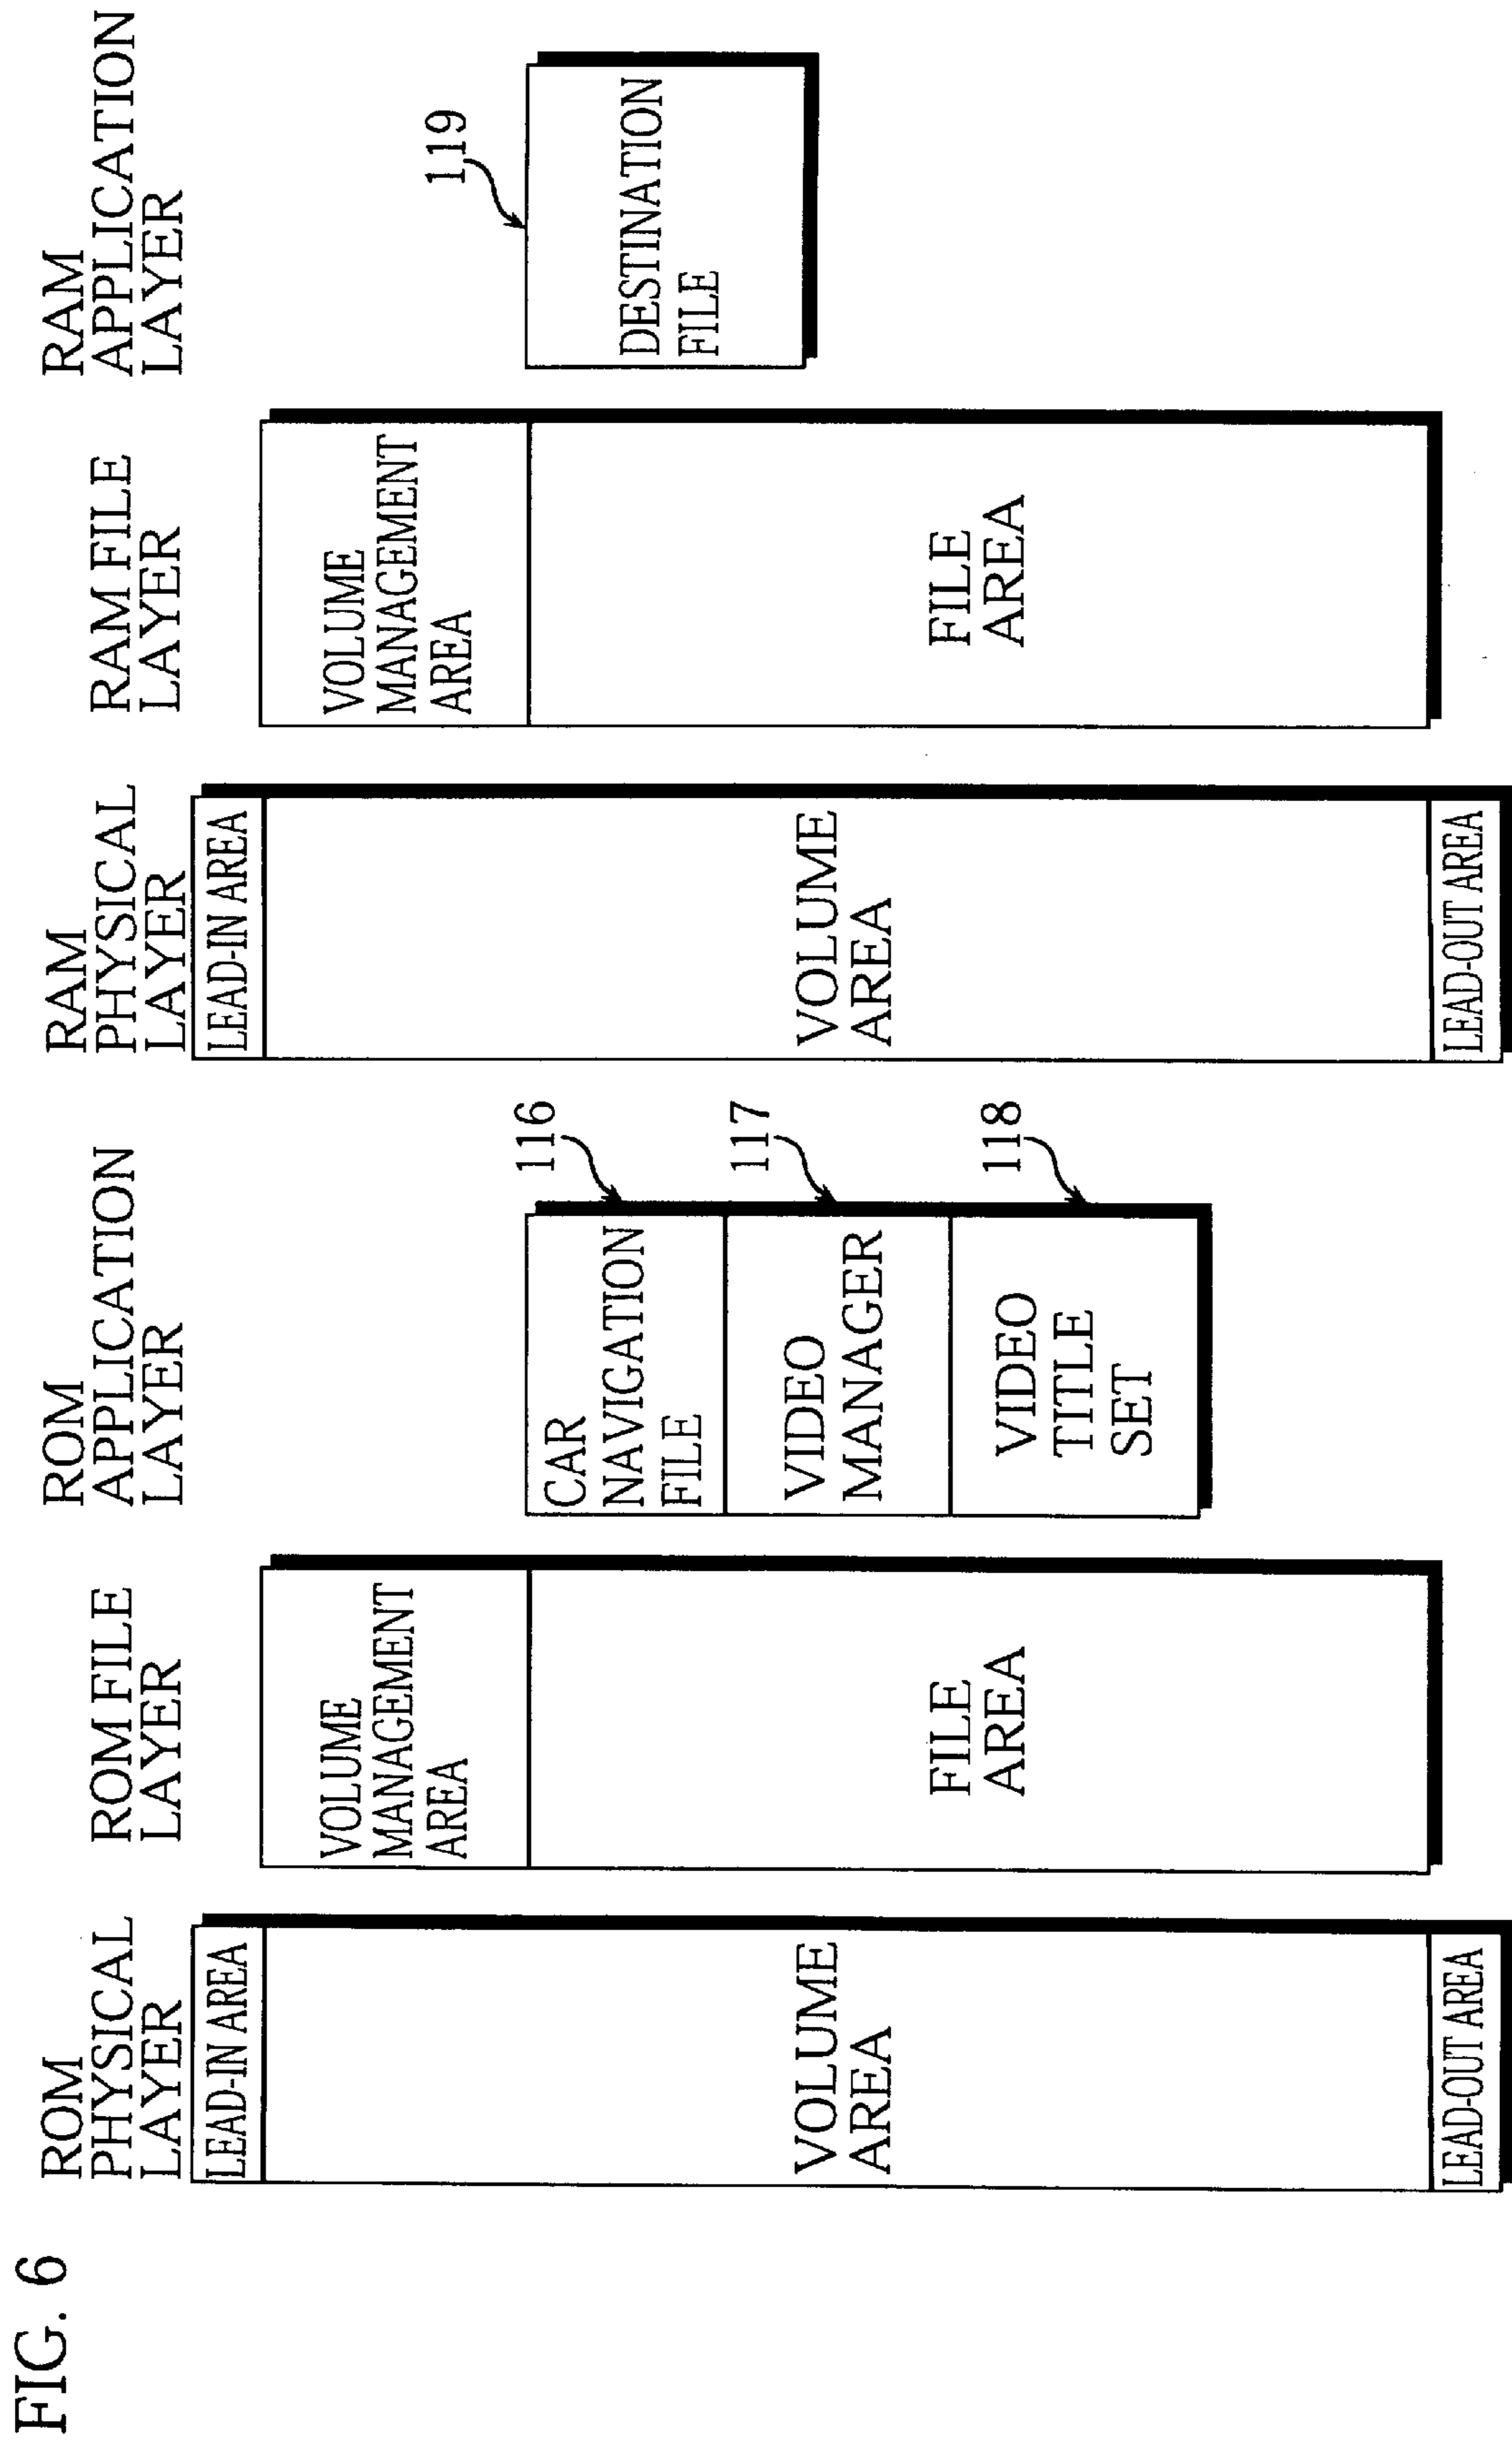 FIG. 6
ROM
PHYSICAL
LAYER
LEAD-IN AREA
VOLUME
AREA
LEAD-OUT AREA
ROM FILE
LAYER
VOLUME
MANAGEMENT
AREA
FILE
AREA
ROM
APPLICATION
LAYER
CAR
NAVIGATION
FILE
116
VIDEO
MANAGER
117
VIDEO
TITLE
SET
118
RAM
PHYSICAL
LAYER
LEAD-IN AREA
VOLUME
AREA
LEAD-OUT AREA
RAM FILE
LAYER
VOLUME
MANAGEMENT
AREA
FILE
AREA
RAM
APPLICATION
LAYER
119
DESTINATION
FILE